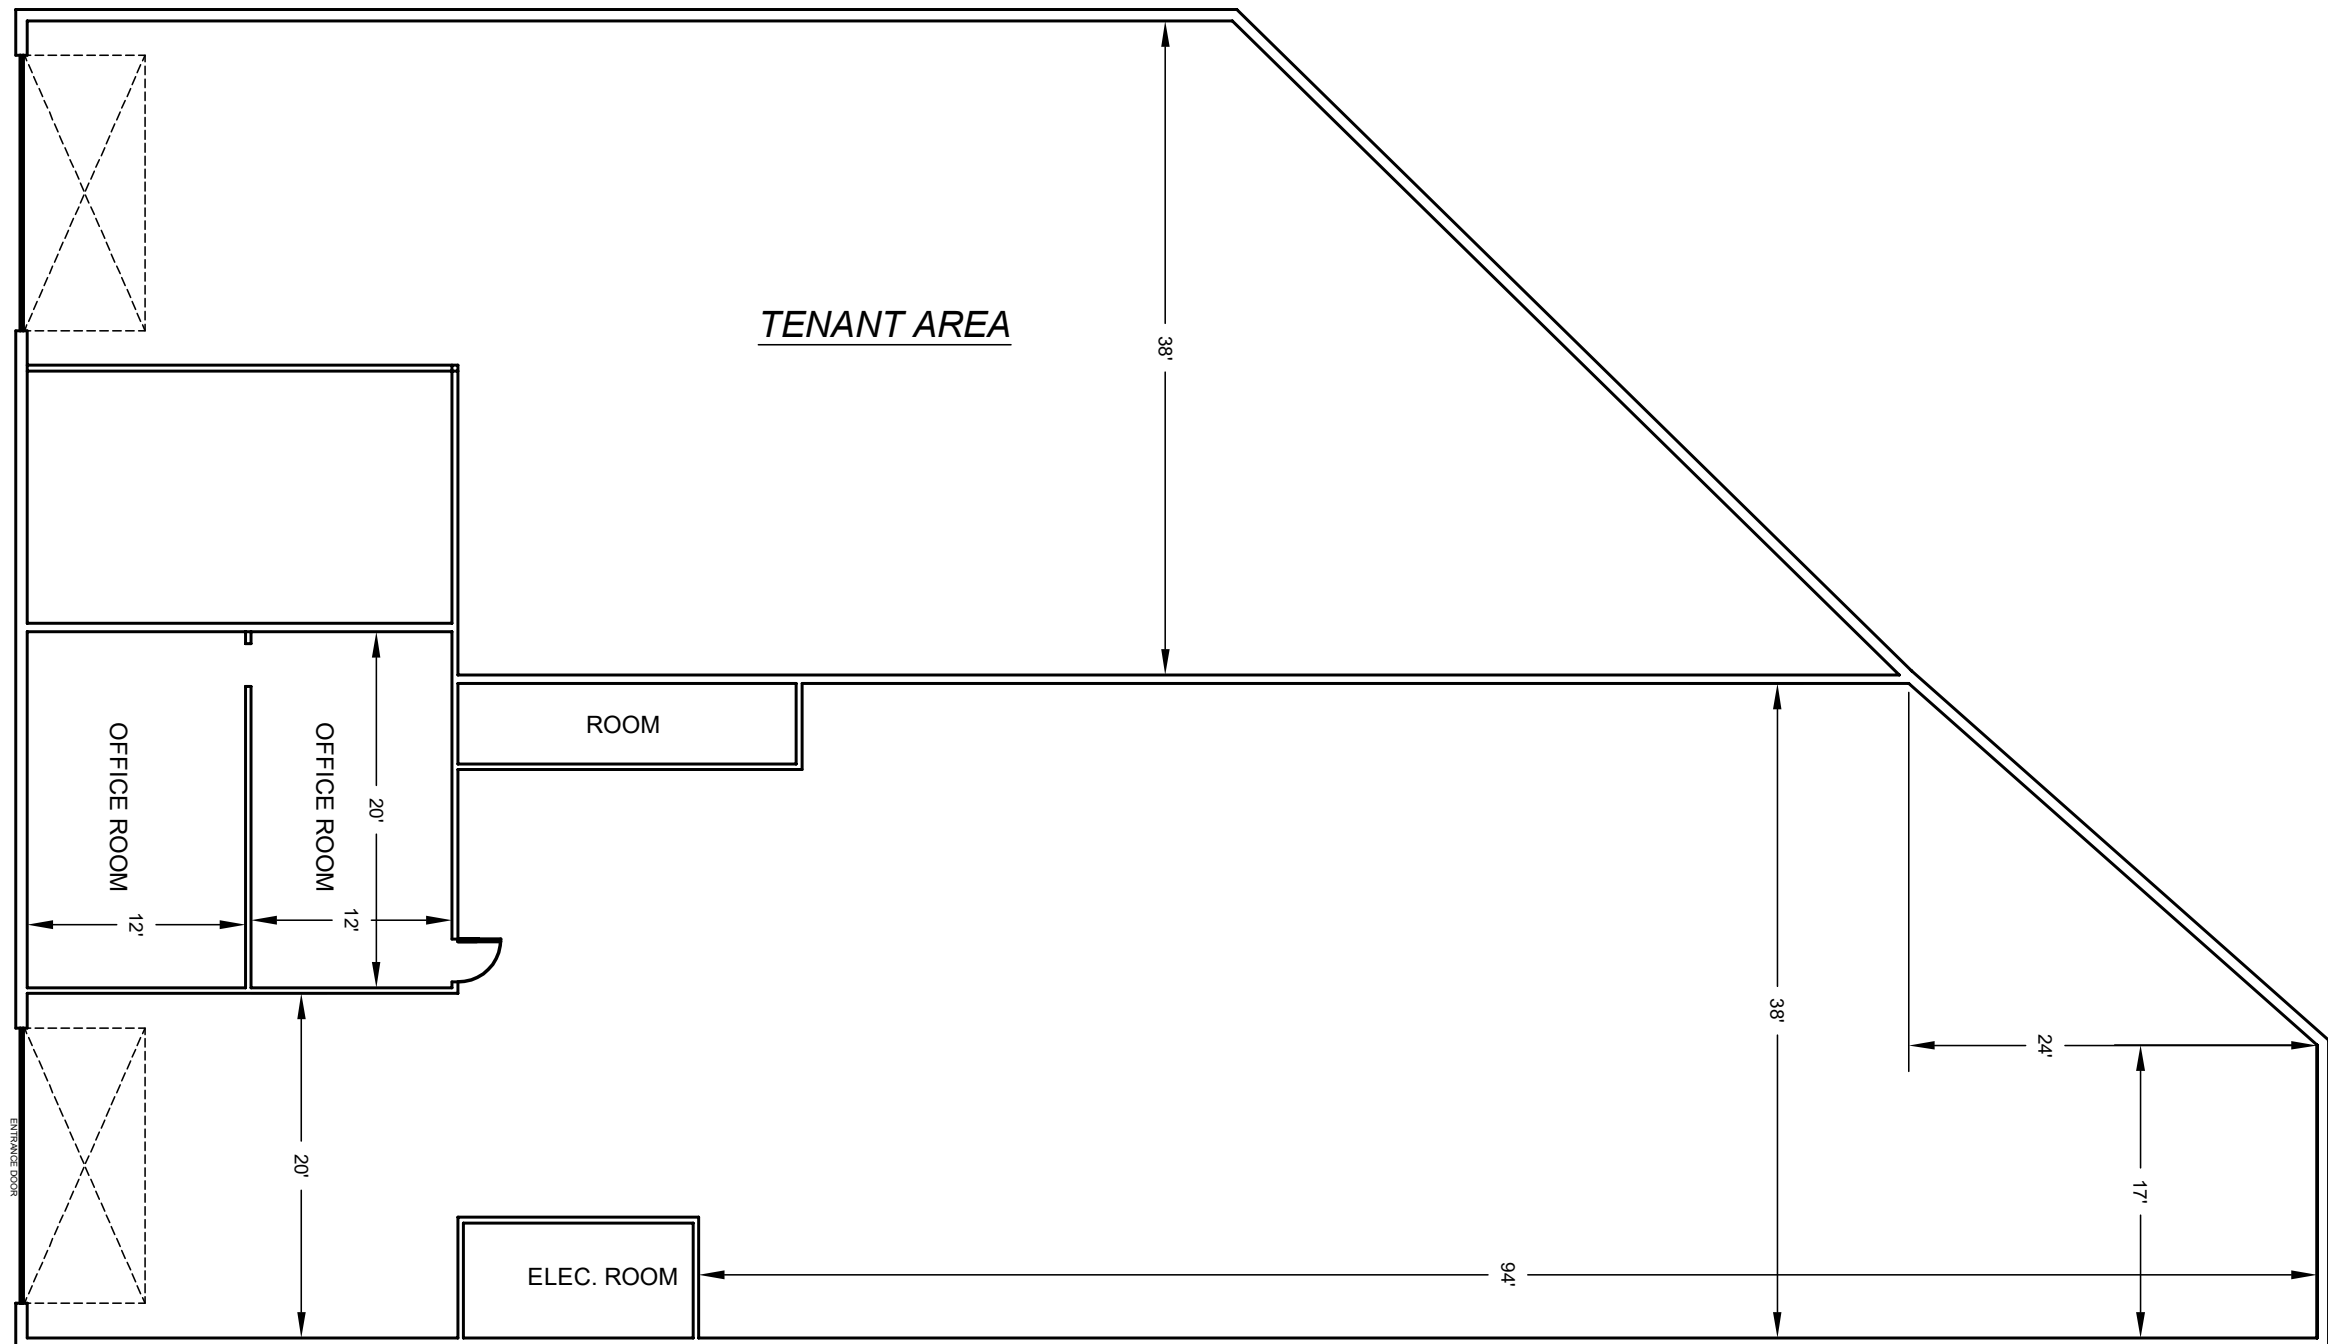 TENANT AREA
38'
ROOM
OFFICE ROOM
OFFICE ROOM
20'
12'
12'
38'
24'
17'
20'
ENTRANCE DOOR
ELEC. ROOM
94'